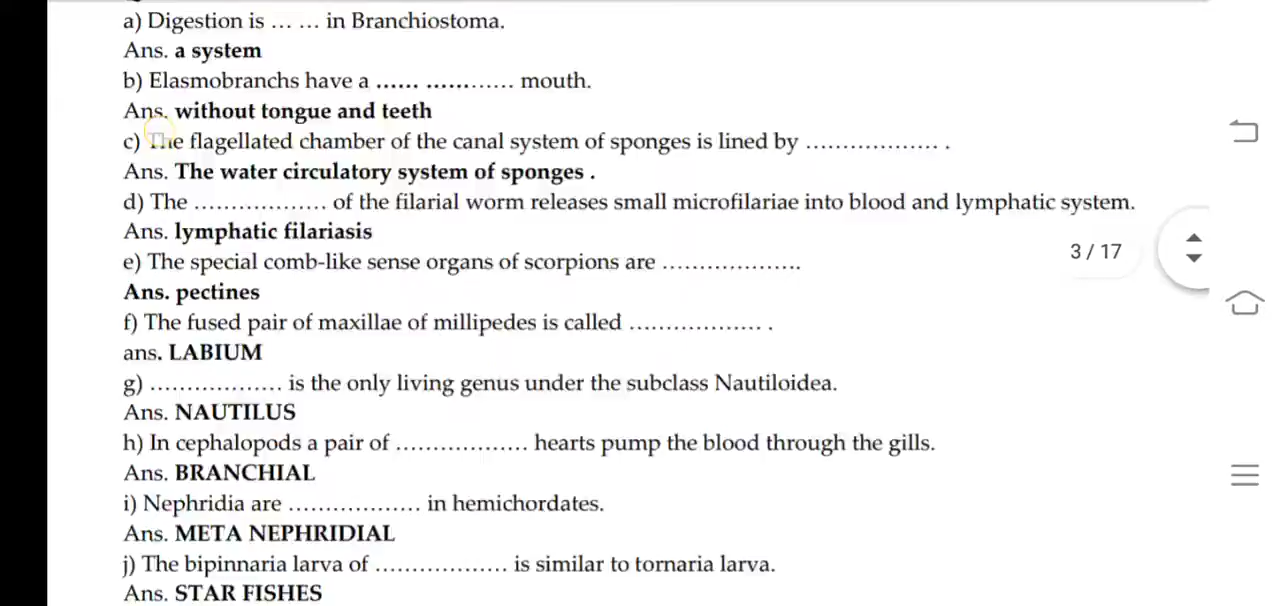 a) Digestion is ... ... in Branchiostoma.
Ans. a system
b) Elasmobranchs have a ...... ............ mouth.
Ans. without tongue and teeth
c) The flagellated chamber of the canal system of sponges is lined by .................. .
Ans. The water circulatory system of sponges .
d) The .................. of the filarial worm releases small microfilariae into blood and lymphatic system.
Ans. lymphatic filariasis
e) The special comb-like sense organs of scorpions are ...................
3 / 17
Ans. pectines
f) The fused pair of maxillae of millipedes is called .................. .
ans. LABIUM
g) .................. is the only living genus under the subclass Nautiloidea.
Ans. NAUTILUS
h) In cephalopods a pair of .................. hearts pump the blood through the gills.
Ans. BRANCHIAL
i) Nephridia are .................. in hemichordates.
Ans. META NEPHRIDIAL
j) The bipinnaria larva of .................. is similar to tornaria larva.
Ans. STAR FISHES